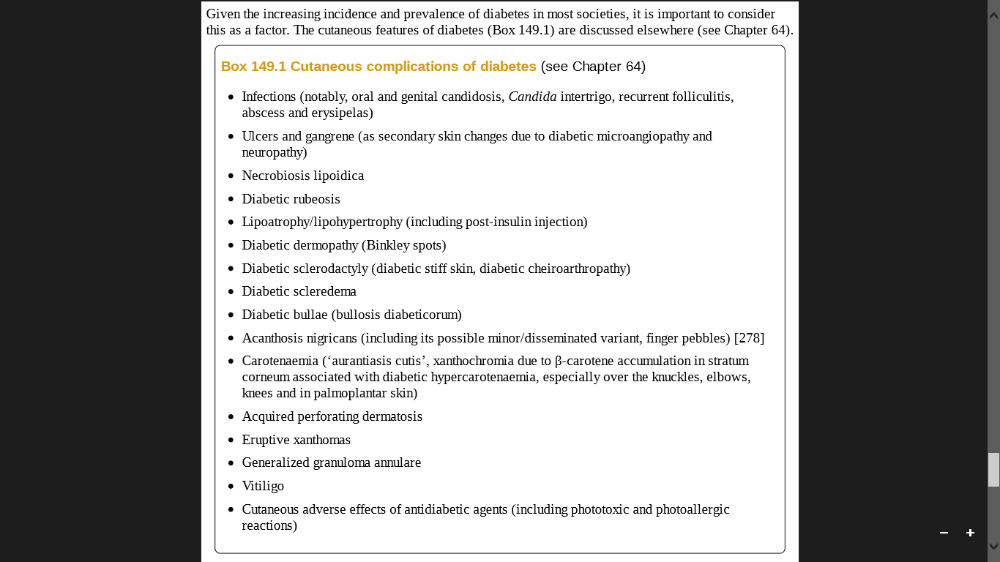 Given the increasing incidence and prevalence of diabetes in most societies, it is important to consider
this as a factor. The cutaneous features of diabetes (Box 149.1) are discussed elsewhere (see Chapter 64).
Box 149.1 Cutaneous complications of diabetes (see Chapter 64)
• Infections (notably, oral and genital candidosis, Candida intertrigo, recurrent folliculitis,
abscess and erysipelas)
• Ulcers and gangrene (as secondary skin changes due to diabetic microangiopathy and
neuropathy)
• Necrobiosis lipoidica
• Diabetic rubeosis
• Lipoatrophy/lipohypertrophy (including post-insulin injection)
• Diabetic dermopathy (Binkley spots)
• Diabetic sclerodactyly (diabetic stiff skin, diabetic cheiroarthropathy)
• Diabetic scleredema
• Diabetic bullae (bullosis diabeticorum)
• Acanthosis nigricans (including its possible minor/disseminated variant, finger pebbles) [278]
• Carotenaemia (‘aurantiasis cutis’, xanthochromia due to β-carotene accumulation in stratum
corneum associated with diabetic hypercarotenaemia, especially over the knuckles, elbows,
knees and in palmoplantar skin)
• Acquired perforating dermatosis
• Eruptive xanthomas
• Generalized granuloma annulare
• Vitiligo
• Cutaneous adverse effects of antidiabetic agents (including phototoxic and photoallergic
reactions)